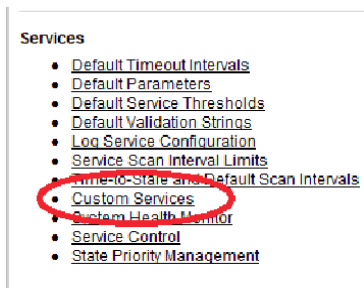 Services
Default Timeout Intervals
Default Parameters
Default Service Thresholds
Default Validation Strings
Log Service Configuration
Service Scan Interval Limits
Time-to-Stale and Default Scan Intervals
Custom Services
System Health Monitor
Service Control
State Priority Management